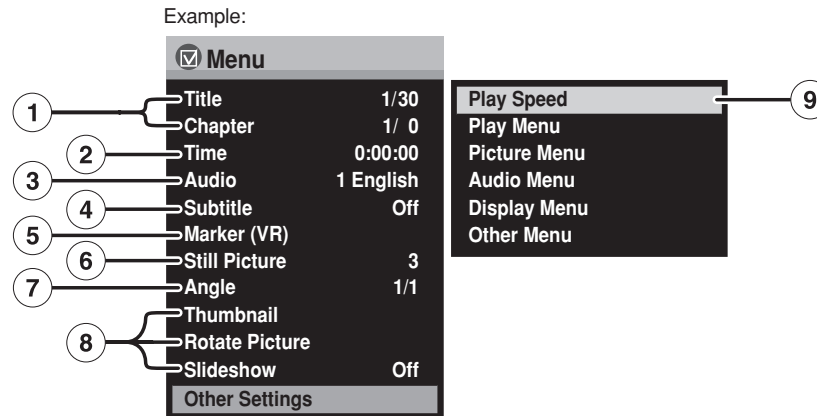 Example:
Menu
① Title 1/30
Chapter 1/ 0
② Time 0:00:00
③ Audio 1 English
④ Subtitle Off
⑤ Marker (VR)
⑥ Still Picture 3
⑦ Angle 1/1
Thumbnail
⑧ Rotate Picture
Slideshow Off
Other Settings
Play Speed ⑨
Play Menu
Picture Menu
Audio Menu
Display Menu
Other Menu